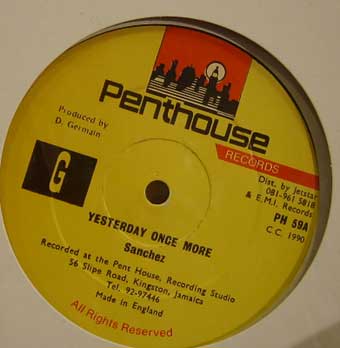 Penthouse
RECORDS
Produced by
D. Germain
Dist. by Jetstar
081-961 5818
& E.M.I. Records
PH 59A
C.C. 1990
G
YESTERDAY ONCE MORE
Sanchez
Recorded at the Pent House, Recording Studio
56 Slipe Road, Kingston, Jamaica
Tel. 92-97446
Made in England
All Rights Reserved